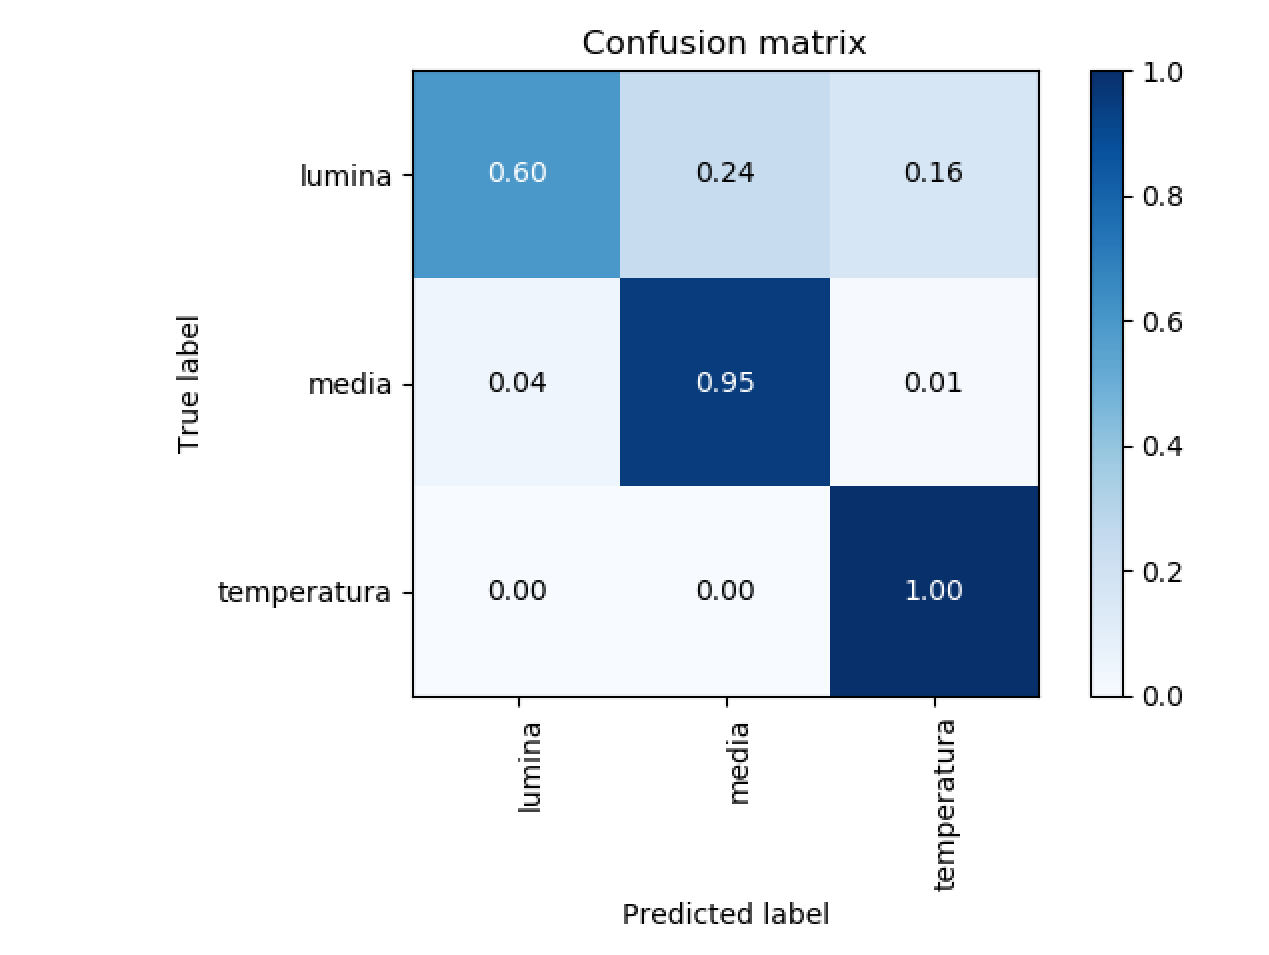 Confusion matrix
lumina 0.60 0.24 0.16
media 0.04 0.95 0.01
temperatura 0.00 0.00 1.00
True label
lumina media temperatura
Predicted label
1.0
0.8
0.6
0.4
0.2
0.0